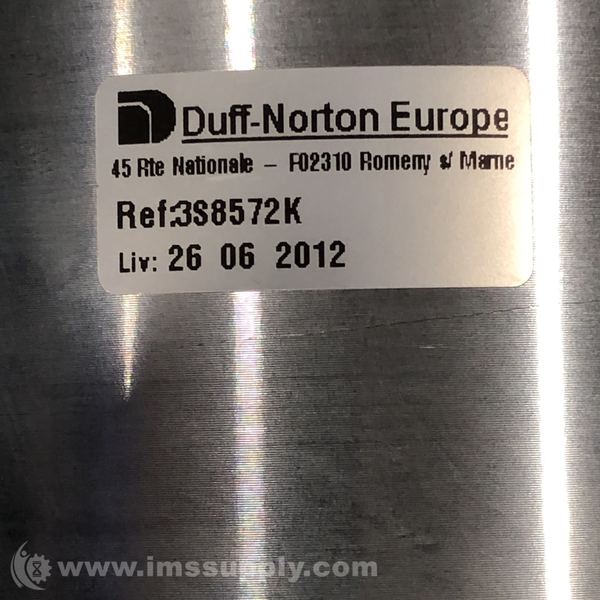 Duff-Norton Europe
45 Rte Nationale – F02310 Romeny s/ Marne
Ref:3S8572K
Liv: 26 06 2012
www.imssupply.com